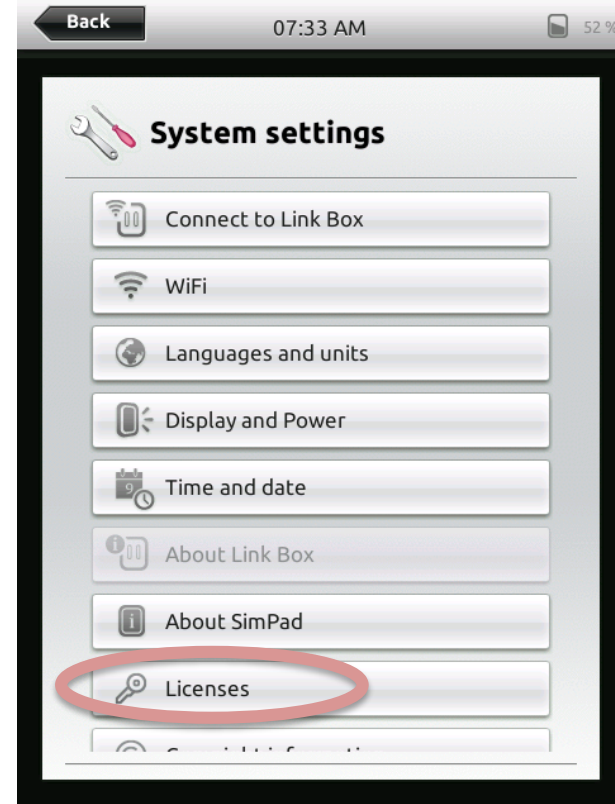 Back
07:33 AM
52 %
System settings
Connect to Link Box
WiFi
Languages and units
Display and Power
9
Time and date
About Link Box
About SimPad
Licenses